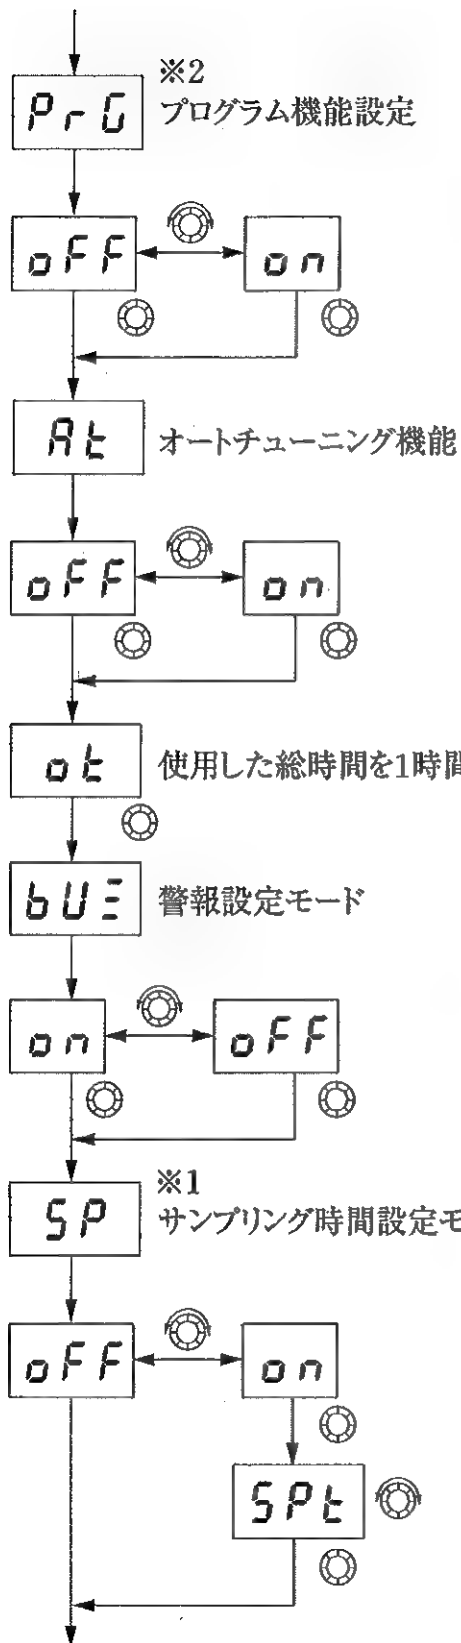 ※2
PrG
プログラム機能設定
oFF
on
At
オートチューニング機能
oFF
on
ot
使用した総時間を1時間
bUZ
警報設定モード
on
oFF
※1
SP
サンプリング時間設定モ
oFF
on
SPt